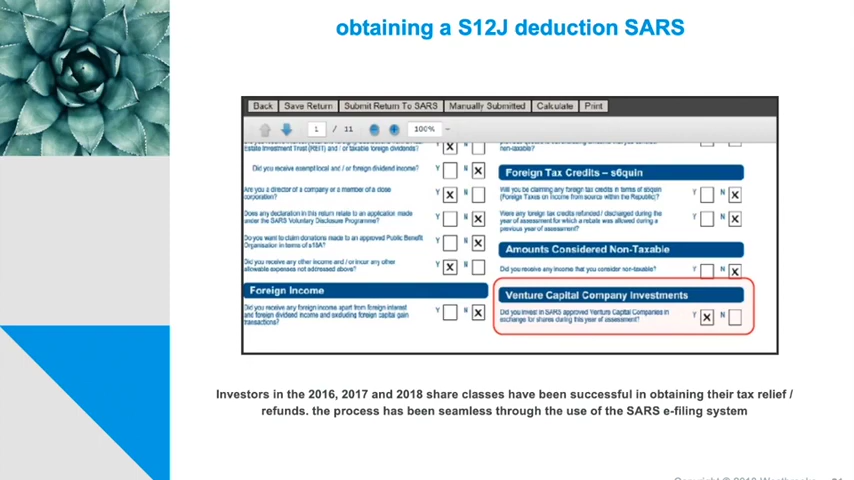 obtaining a S12J deduction SARS
Back Save Return Submit Return To SARS Manually Submitted Calculate Print
1 / 11 100%
Estate Investment Trust (REIT) and / or taxable foreign dividends? Y X N
Did you receive exempt local and / or foreign dividend income? Y N X
Are you a director of a company or a member of a close
corporation? Y X N
Does any declaration in this return relate to an application made
under the SARS Voluntary Disclosure Programme? Y N X
Do you want to claim donations made to an approved Public Benefit
Organisation in terms of s18A? Y N X
Did you receive any other income and / or incur any other
allowable expenses not addressed above? Y X N
Foreign Income
Did you receive any foreign income apart from foreign interest
and foreign dividend income and excluding foreign capital gain
transactions? Y N X
non-taxable?
Foreign Tax Credits – s6quin
Will you be claiming any foreign tax credits in terms of s6quin
(Foreign Taxes on Income from source within the Republic)? Y N X
Were any foreign tax credits refunded / discharged during the
year of assessment for which a rebate was allowed during a
previous year of assessment? Y N X
Amounts Considered Non-Taxable
Did you receive any income that you consider non-taxable? Y N X
Venture Capital Company Investments
Did you invest in SARS approved Venture Capital Companies in
exchange for shares during this year of assessment? Y X N
Investors in the 2016, 2017 and 2018 share classes have been successful in obtaining their tax relief /
refunds. the process has been seamless through the use of the SARS e-filing system